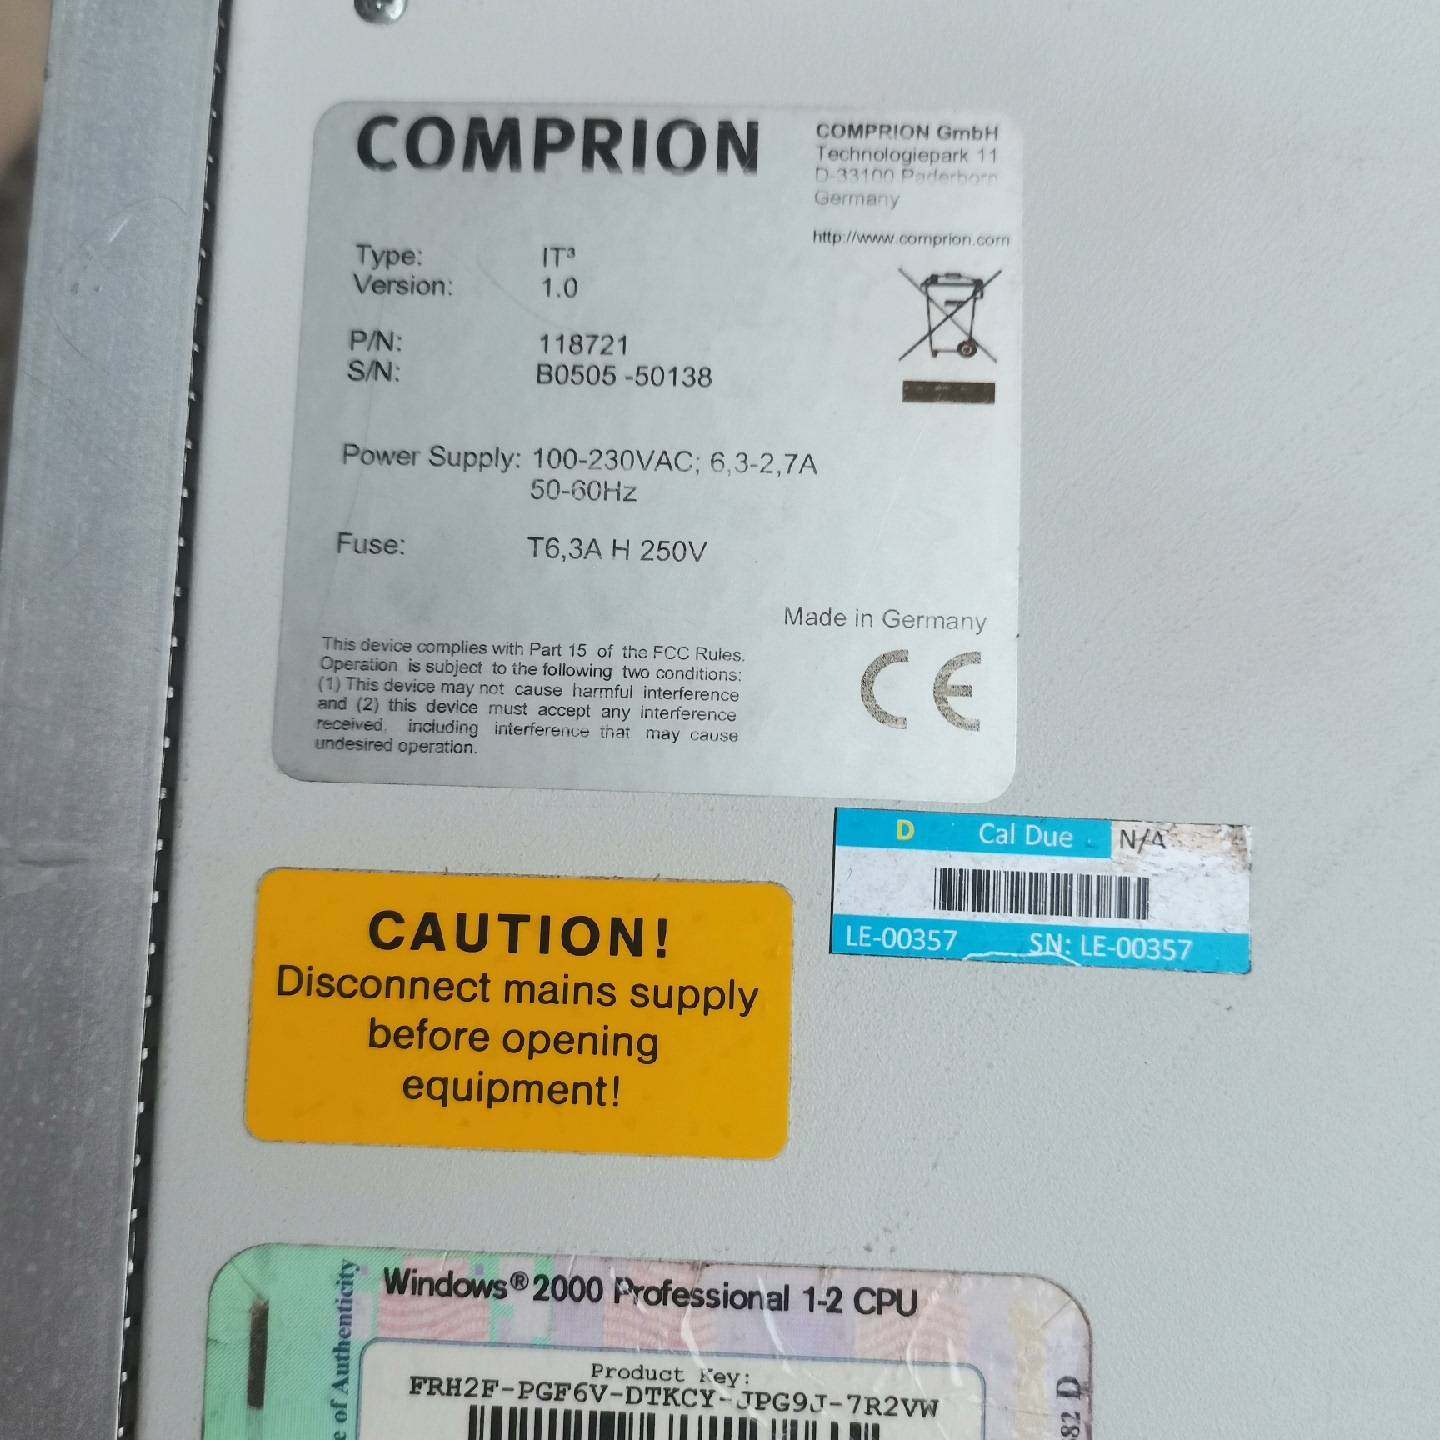 COMPRION
COMPRION GmbH
Technologiepark 11
D-33100 Paderborn
Germany
http://www.comprion.com
Type: IT³
Version: 1.0
P/N: 118721
S/N: B0505 -50138
Power Supply: 100-230VAC; 6,3-2,7A
50-60Hz
Fuse: T6,3A H 250V
Made in Germany
This device complies with Part 15 of the FCC Rules.
Operation is subject to the following two conditions:
(1) This device may not cause harmful interference
and (2) this device must accept any interference
received, including interference that may cause
undesired operation.
CE
D Cal Due N/A
LE-00357 SN: LE-00357
CAUTION!
Disconnect mains supply
before opening
equipment!
Windows® 2000 Professional 1-2 CPU
Product Key:
FRH2F-PGF6V-DTKCY-JPG9J-7R2VW
e of Authenticity
82 D